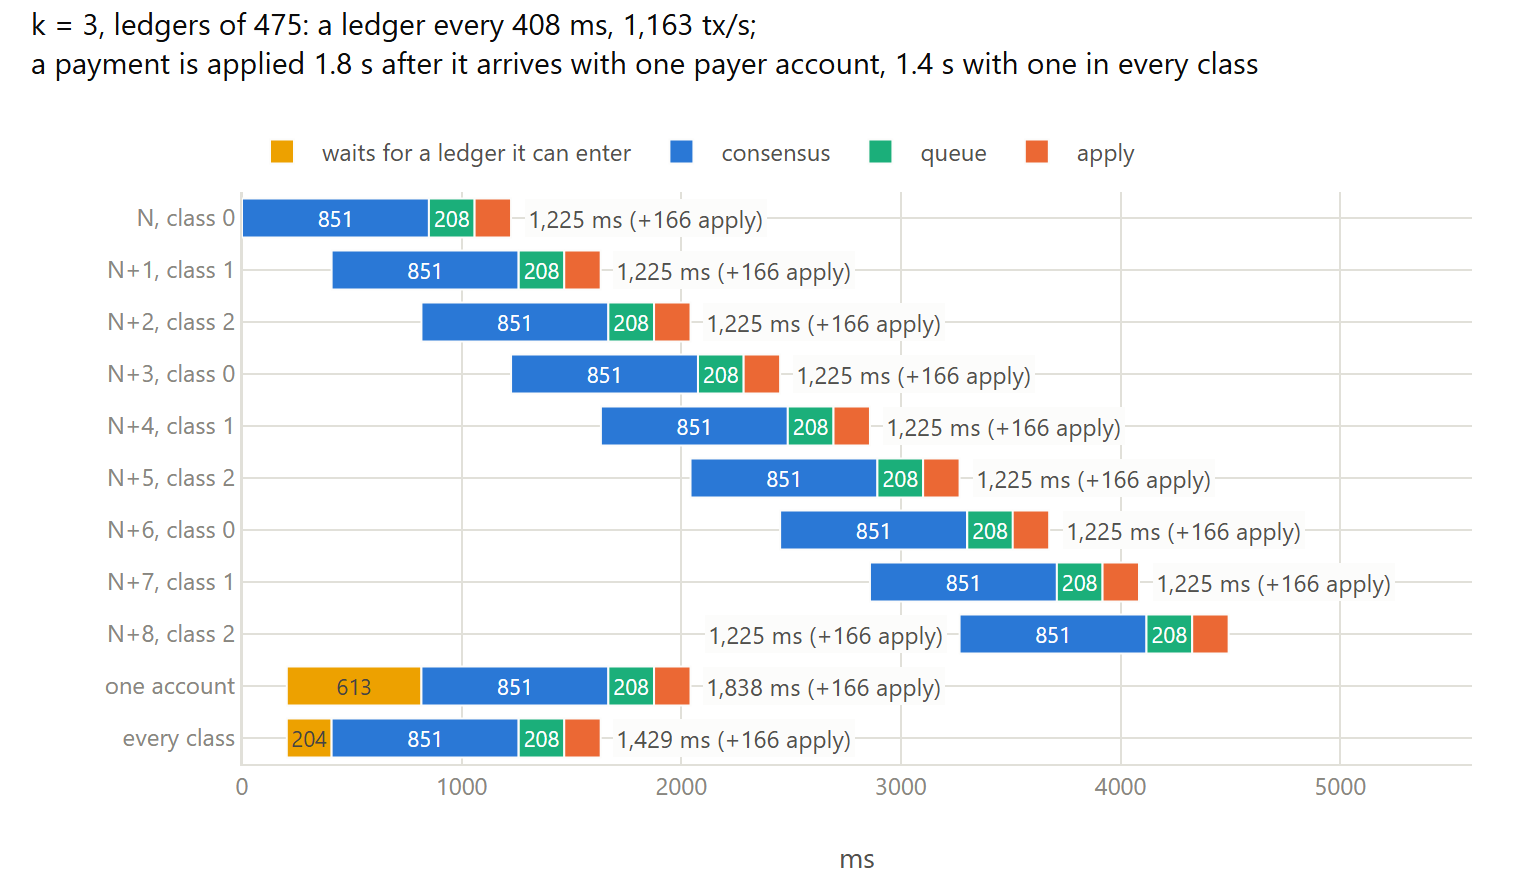 k = 3, ledgers of 475: a ledger every 408 ms, 1,163 tx/s;
a payment is applied 1.8 s after it arrives with one payer account, 1.4 s with one in every class
waits for a ledger it can enter consensus queue apply
N, class 0 851 208 1,225 ms (+166 apply)
N+1, class 1 851 208 1,225 ms (+166 apply)
N+2, class 2 851 208 1,225 ms (+166 apply)
N+3, class 0 851 208 1,225 ms (+166 apply)
N+4, class 1 851 208 1,225 ms (+166 apply)
N+5, class 2 851 208 1,225 ms (+166 apply)
N+6, class 0 851 208 1,225 ms (+166 apply)
N+7, class 1 851 208 1,225 ms (+166 apply)
N+8, class 2 1,225 ms (+166 apply) 851 208
one account 613 851 208 1,838 ms (+166 apply)
every class 204 851 208 1,429 ms (+166 apply)
0 1000 2000 3000 4000 5000
ms